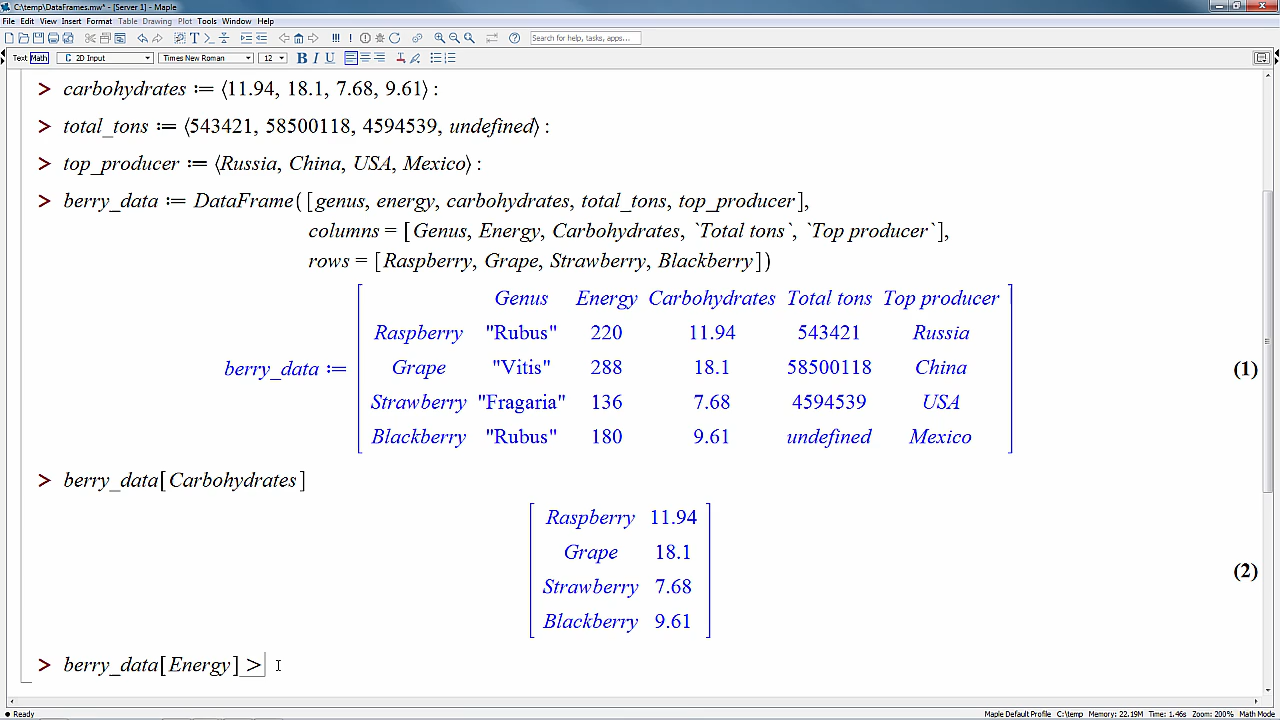 C:\temp\DataFrames.mw* - [Server 1] - Maple
File Edit View Insert Format Table Drawing Plot Tools Window Help
Search for help, tasks, apps...
Text Math C 2D Input Times New Roman 12 B I U
> carbohydrates := ⟨11.94, 18.1, 7.68, 9.61⟩ :
> total_tons := ⟨543421, 58500118, 4594539, undefined⟩ :
> top_producer := ⟨Russia, China, USA, Mexico⟩ :
> berry_data := DataFrame([genus, energy, carbohydrates, total_tons, top_producer],
columns = [Genus, Energy, Carbohydrates, `Total tons`, `Top producer`],
rows = [Raspberry, Grape, Strawberry, Blackberry])
Genus Energy Carbohydrates Total tons Top producer
Raspberry "Rubus" 220 11.94 543421 Russia
berry_data := Grape "Vitis" 288 18.1 58500118 China (1)
Strawberry "Fragaria" 136 7.68 4594539 USA
Blackberry "Rubus" 180 9.61 undefined Mexico
> berry_data[Carbohydrates]
Raspberry 11.94
Grape 18.1
(2)
Strawberry 7.68
Blackberry 9.61
> berry_data[Energy] >
Ready Maple Default Profile C:\temp Memory: 22.19M Time: 1.46s Zoom: 200% Math Mode